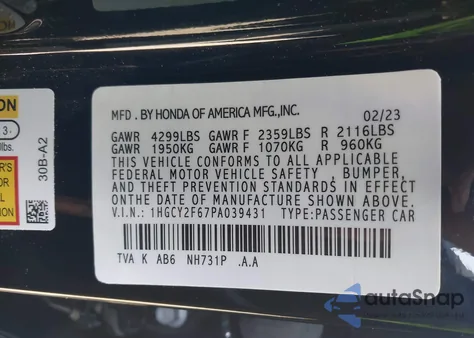 MFD . BY HONDA OF AMERICA MFG.,INC. 02/23
GAWR 4299LBS GAWR F 2359LBS R 2116LBS
GAWR 1950KG GAWR F 1070KG R 960KG
THIS VEHICLE CONFORMS TO ALL APPLICABLE
FEDERAL MOTOR VEHICLE SAFETY , BUMPER,
AND THEFT PREVENTION STANDARDS IN EFFECT
ON THE DATE OF MANUFACTURE SHOWN ABOVE.
V.I.N: 1HGCY2F67PA039431 TYPE:PASSENGER CAR
TVA K AB6 NH731P .A.A
30B-A2
autoSnap